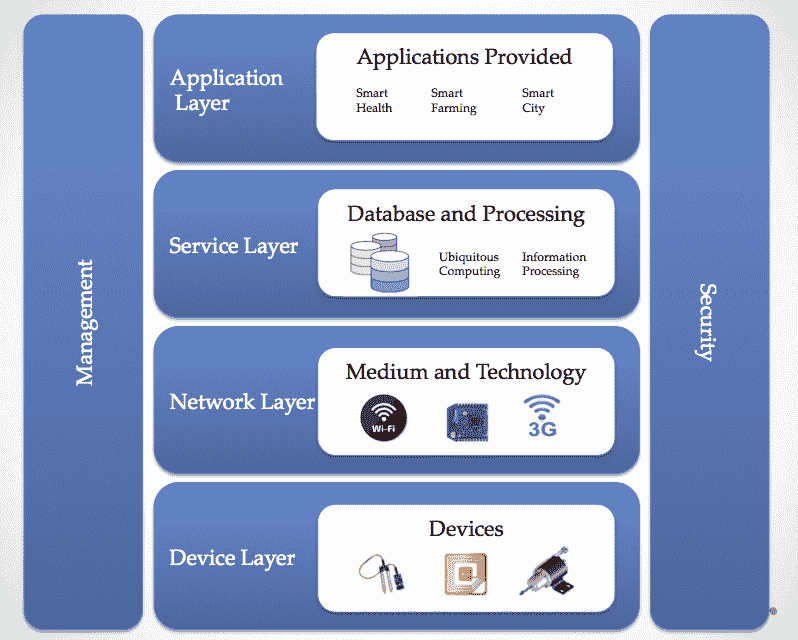 Management
Application
Layer
Applications Provided
Smart
Health
Smart
Farming
Smart
City
Service Layer
Database and Processing
Ubiquitous
Computing
Information
Processing
Network Layer
Medium and Technology
Wi-Fi
3G
Device Layer
Devices
Security